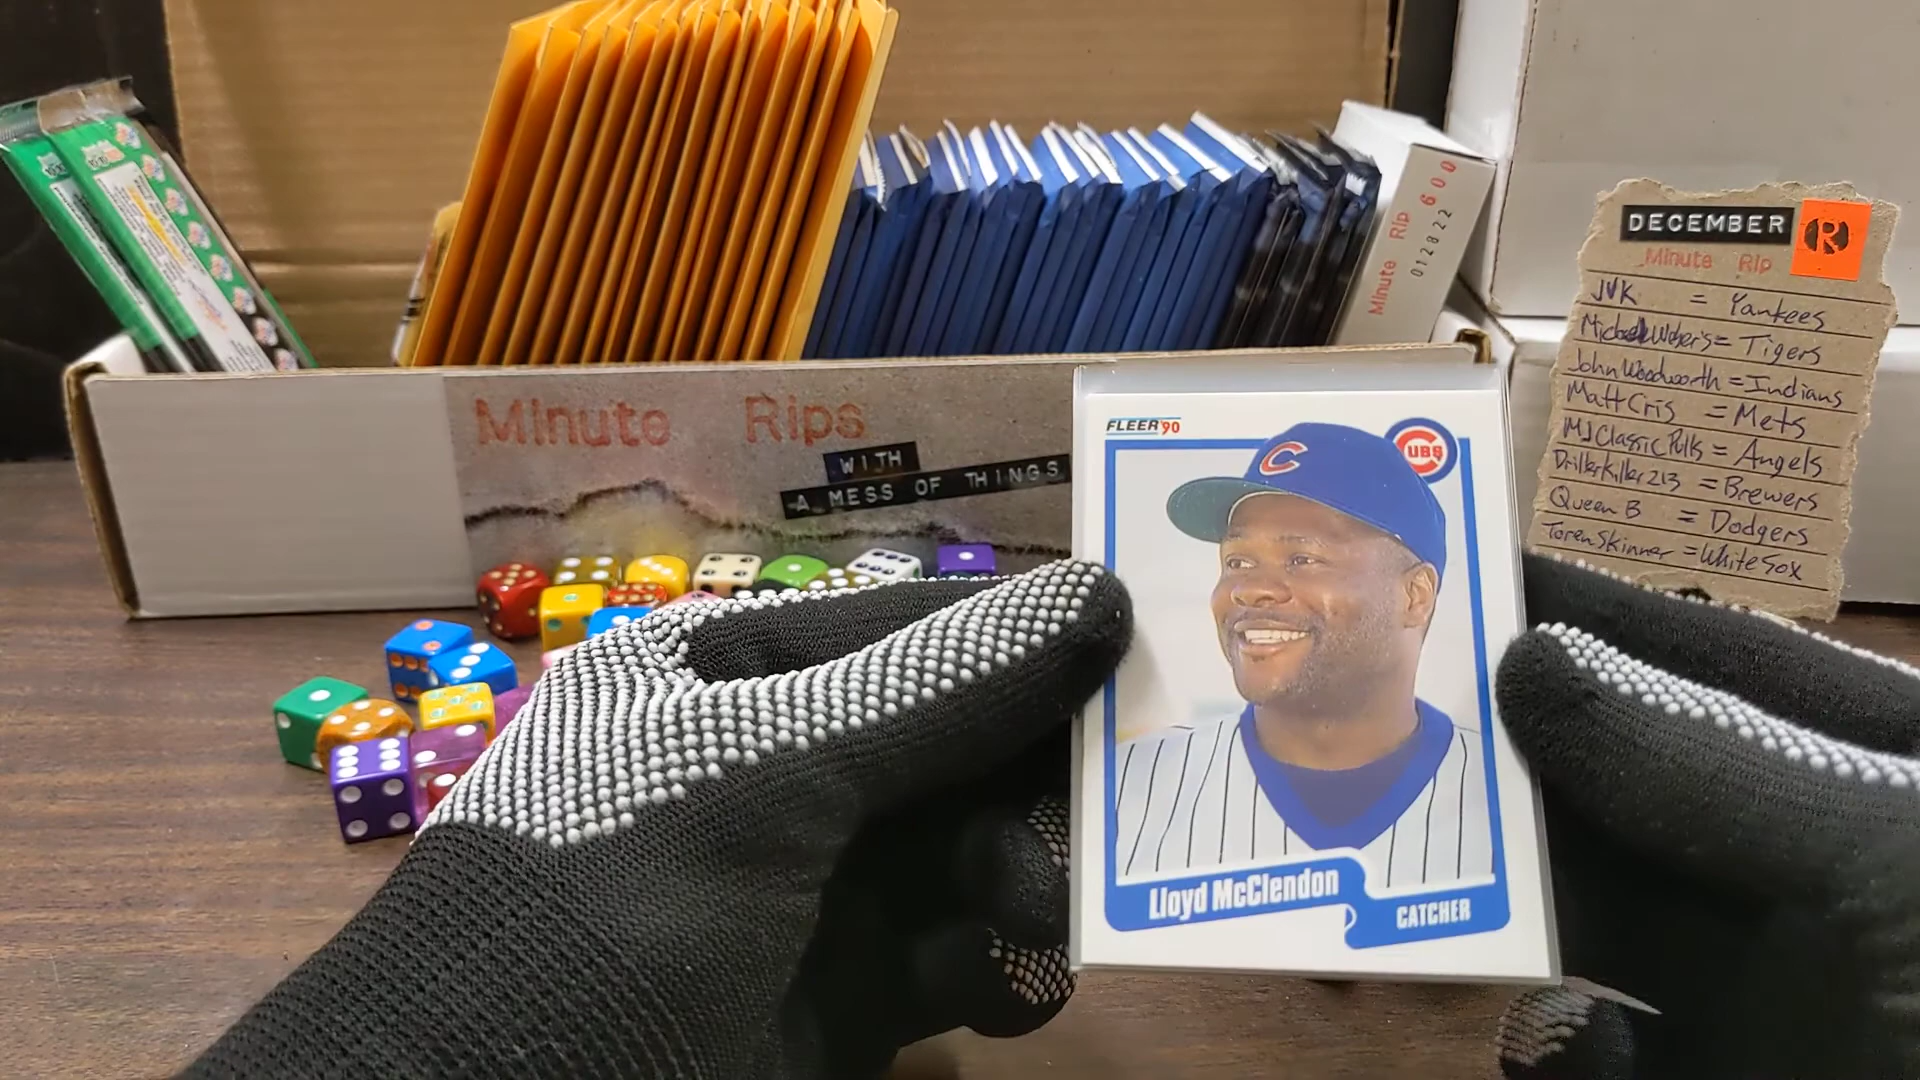 Minute Rip 600
012822
DECEMBER R
Minute Rip
JVK = Yankees
Michael Weber's = Tigers
John Woodworth = Indians
Matt Cris = Mets
MJ Classic Pulls = Angels
DrillerKiller213 = Brewers
Queen B = Dodgers
Toren Skinner = White Sox
Minute Rips
WITH
A MESS OF THINGS
FLEER '90
CUBS
C
Lloyd McClendon
CATCHER